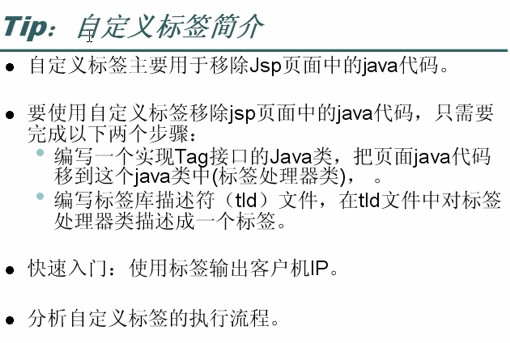 Tip：自定义标签简介
自定义标签主要用于移除Jsp页面中的java代码。
要使用自定义标签移除jsp页面中的java代码，只需要
完成以下两个步骤：
编写一个实现Tag接口的Java类，把页面java代码
移到这个java类中(标签处理器类)， 。
编写标签库描述符（tld）文件，在tld文件中对标签
处理器类描述成一个标签。
快速入门：使用标签输出客户机IP。
分析自定义标签的执行流程。